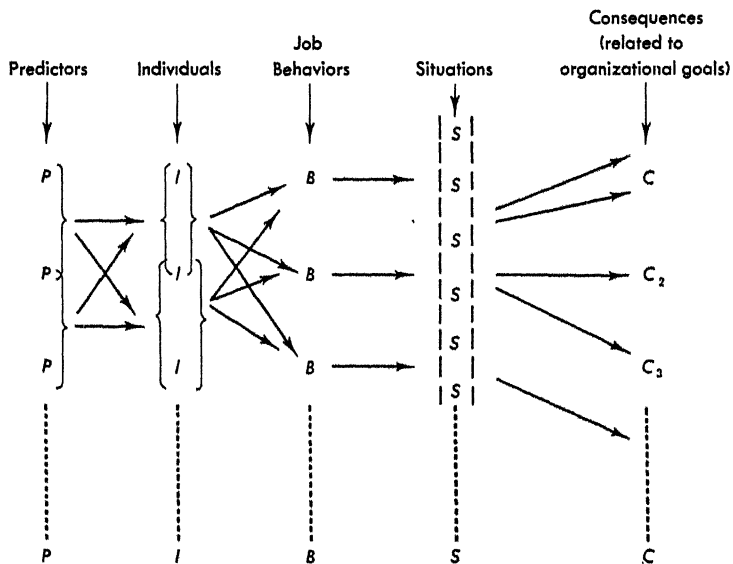 Consequences
(related to
organizational goals)
Job
Behaviors
Predictors
Individuals
Situations
S
P I B S C
S
P I B S C₂
S
P I B S C₃
S
P I B S C